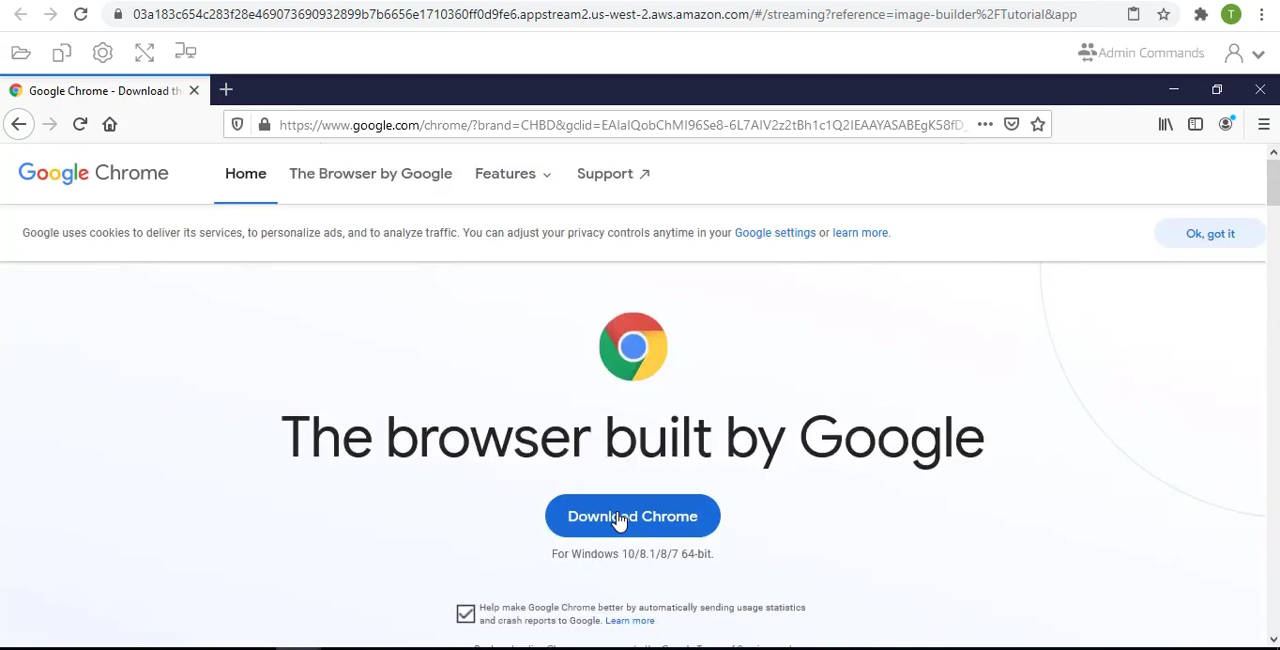 03a183c654c283f28e469073690932899b7b6656e1710360ff0d9fe6.appstream2.us-west-2.aws.amazon.com/#/streaming?reference=image-builder%2FTutorial&app
T
Admin Commands
Google Chrome - Download th
https://www.google.com/chrome/?brand=CHBD&gclid=EAIaIQobChMI96Se8-6L7AIV2z2tBh1c1Q2IEAAYASABEgK58fD_
Google Chrome
Home
The Browser by Google
Features
Support
Google uses cookies to deliver its services, to personalize ads, and to analyze traffic. You can adjust your privacy controls anytime in your Google settings or learn more.
Ok, got it
The browser built by Google
Download Chrome
For Windows 10/8.1/8/7 64-bit.
Help make Google Chrome better by automatically sending usage statistics
and crash reports to Google. Learn more